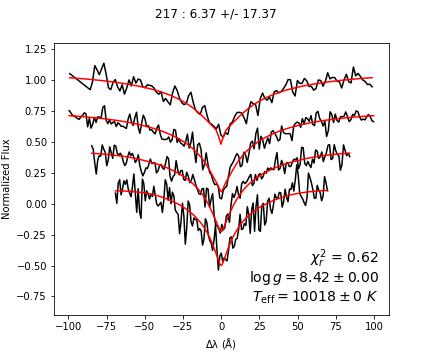 217 : 6.37 +/- 17.37
1.25
1.00
0.75
0.50
0.25
0.00
−0.25
−0.50
−0.75
Normalized Flux
χ²ᵣ = 0.62
log g = 8.42 ± 0.00
T_eff = 10018 ± 0 K
−100 −75 −50 −25 0 25 50 75 100
Δλ (Å)